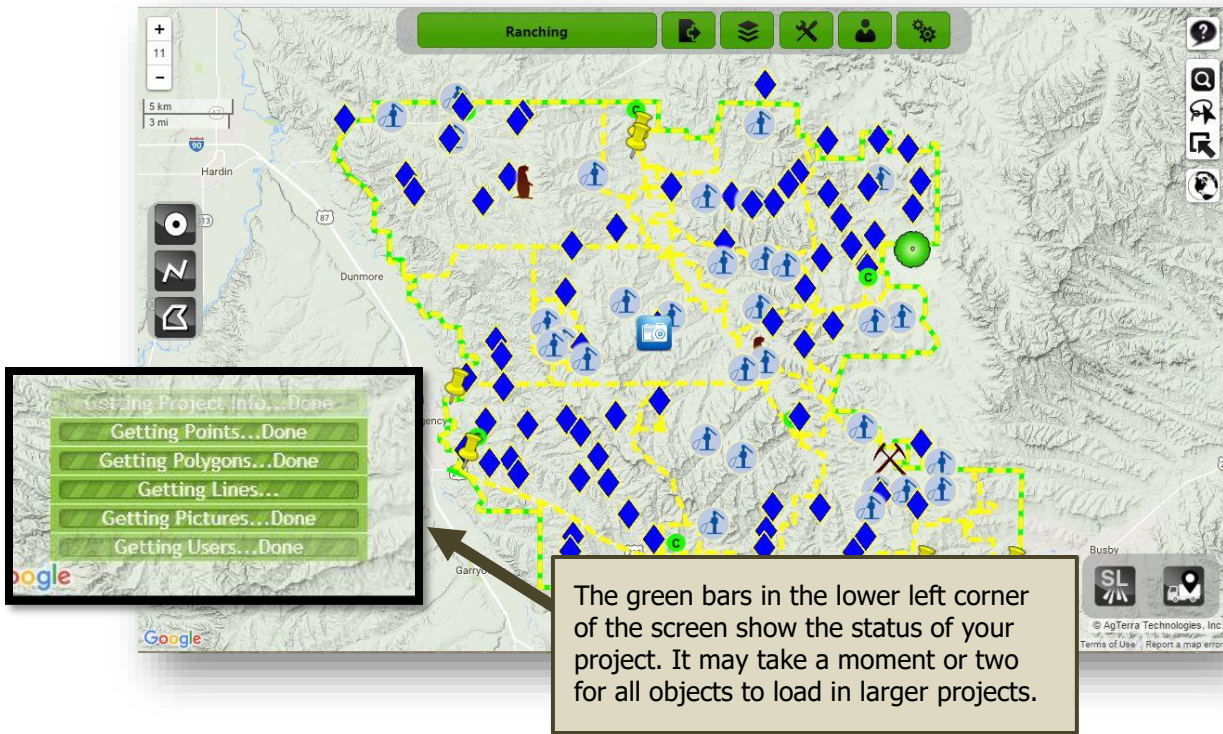 +
11
−
Ranching
?
5 km
3 mi
90
Hardin
313
87
Dunmore
C
C
Getting Project Info...Done
Getting Points...Done
Getting Polygons...Done
Getting Lines...
Getting Pictures...Done
Getting Users...Done
oogle
gency
C
Garryo
Busby
SL
The green bars in the lower left corner
of the screen show the status of your
project. It may take a moment or two
for all objects to load in larger projects.
Google
© AgTerra Technologies, Inc.
Terms of Use Report a map error